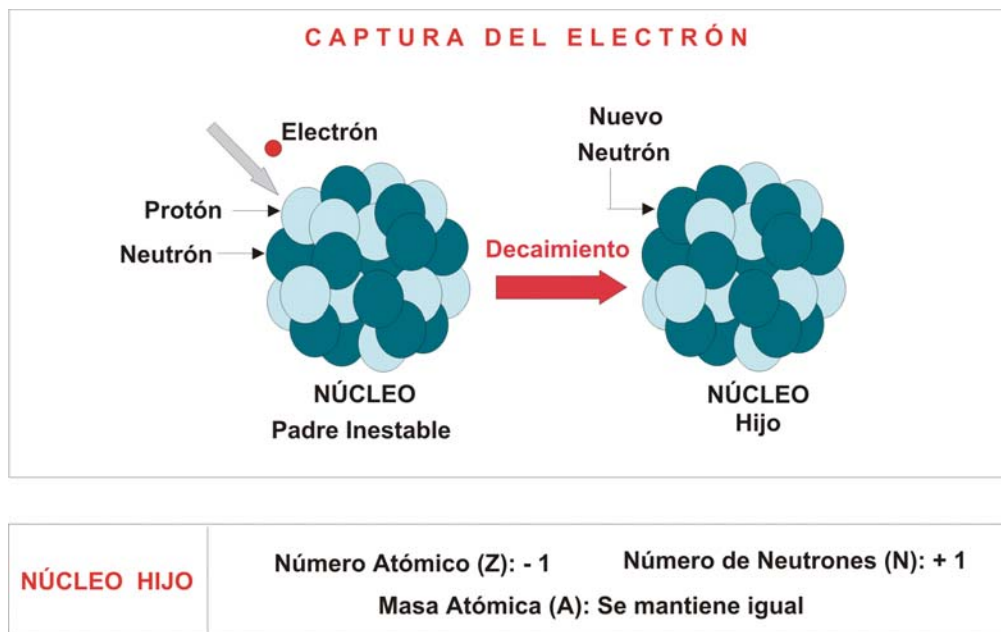 CAPTURA DEL ELECTRÓN
Electrón
Protón
Neutrón
Nuevo
Neutrón
Decaimiento
NÚCLEO
Padre Inestable
NÚCLEO
Hijo
NÚCLEO HIJO
Número Atómico (Z): - 1
Número de Neutrones (N): + 1
Masa Atómica (A): Se mantiene igual